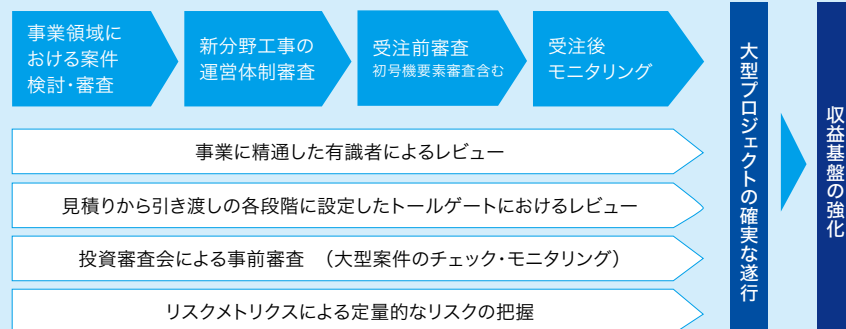 事業領域に
おける案件
検討・審査
新分野工事の
運営体制審査
受注前審査
初号機要素審査含む
受注後
モニタリング
事業に精通した有識者によるレビュー
見積りから引き渡しの各段階に設定したトールゲートにおけるレビュー
投資審査会による事前審査　（大型案件のチェック・モニタリング）
リスクメトリクスによる定量的なリスクの把握
大型プロジェクトの確実な遂行
収益基盤の強化